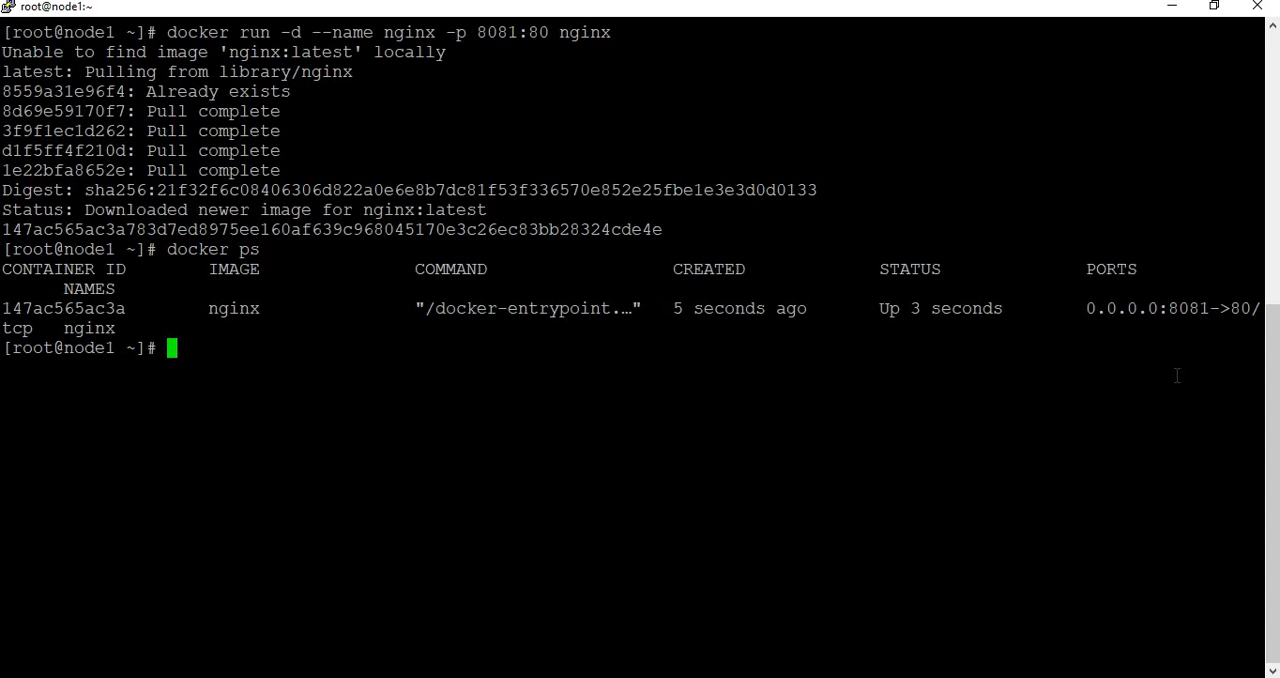 root@node1:~
[root@node1 ~]# docker run -d --name nginx -p 8081:80 nginx
Unable to find image 'nginx:latest' locally
latest: Pulling from library/nginx
8559a31e96f4: Already exists
8d69e59170f7: Pull complete
3f9f1ec1d262: Pull complete
d1f5ff4f210d: Pull complete
1e22bfa8652e: Pull complete
Digest: sha256:21f32f6c08406306d822a0e6e8b7dc81f53f336570e852e25fbe1e3e3d0d0133
Status: Downloaded newer image for nginx:latest
147ac565ac3a783d7ed8975ee160af639c968045170e3c26ec83bb28324cde4e
[root@node1 ~]# docker ps
CONTAINER ID        IMAGE               COMMAND                  CREATED             STATUS              PORTS
      NAMES
147ac565ac3a        nginx               "/docker-entrypoint.…"   5 seconds ago       Up 3 seconds        0.0.0.0:8081->80/
tcp   nginx
[root@node1 ~]#